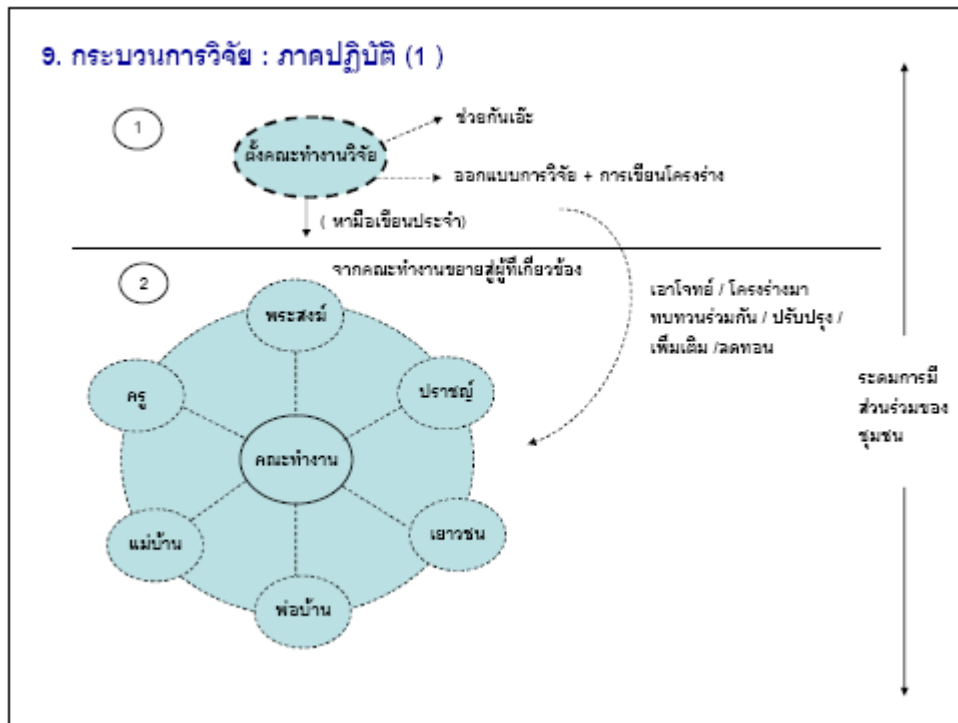 9. กระบวนการวิจัย : ภาคปฏิบัติ (1 )
1
ตั้งคณะทำงานวิจัย
ช่วยกันเอ๊ะ
ออกแบบการวิจัย + การเขียนโครงร่าง
( หามือเขียนประจำ)
2
จากคณะทำงานขยายสู่ผู้ที่เกี่ยวข้อง
เอาโจทย์ / โครงร่างมา
ทบทวนร่วมกัน / ปรับปรุง /
เพิ่มเติม /ลดทอน
ระดมการมี
ส่วนร่วมของ
ชุมชน
พระสงฆ์
ครู
ปราชญ์
คณะทำงาน
แม่บ้าน
เยาวชน
พ่อบ้าน